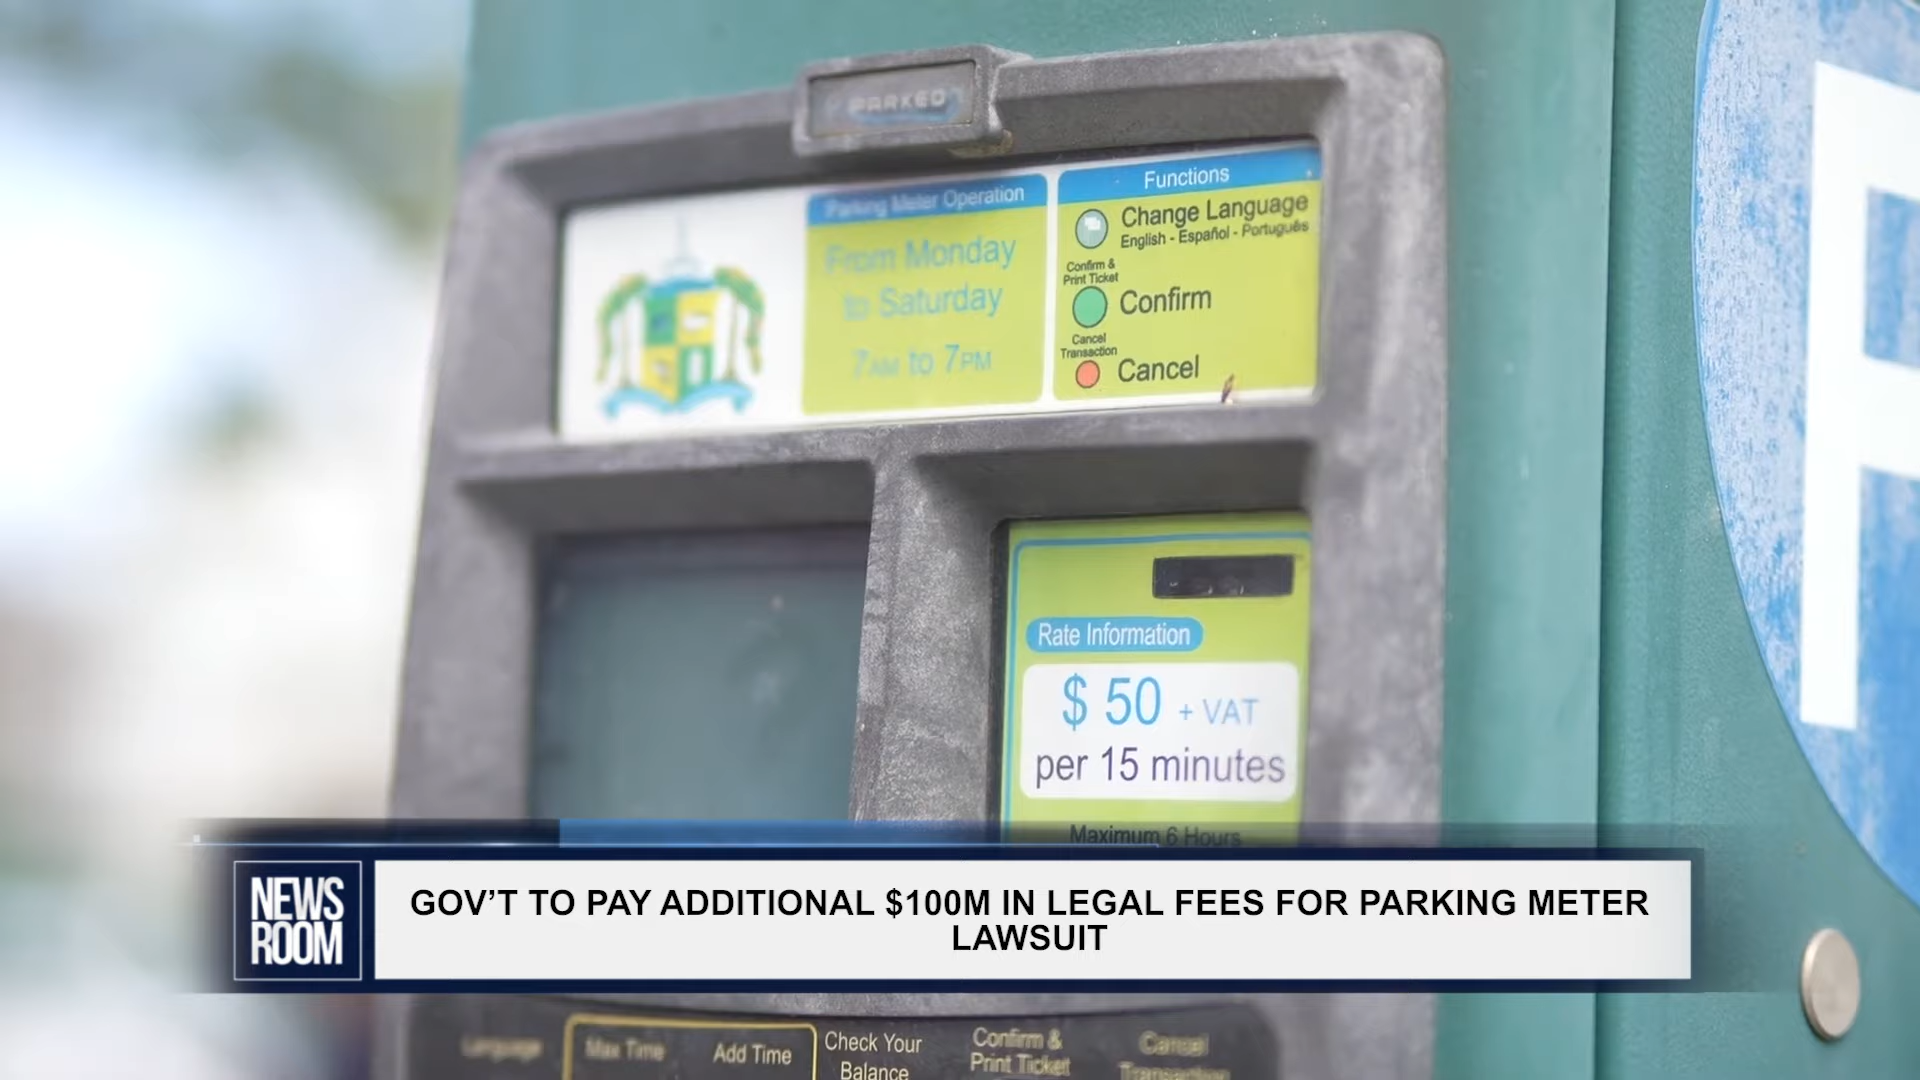 PARKED
Parking Meter Operation
From Monday
to Saturday
7AM to 7PM
Functions
Change Language
English - Español - Português
Confirm &
Print Ticket
Confirm
Cancel
Transaction
Cancel
Rate Information
$ 50 + VAT
per 15 minutes
Maximum 6 Hours
NEWS
ROOM
GOV’T TO PAY ADDITIONAL $100M IN LEGAL FEES FOR PARKING METER
LAWSUIT
Language
Max Time
Add Time
Check Your
Balance
Confirm &
Print Ticket
Cancel
Transaction
P